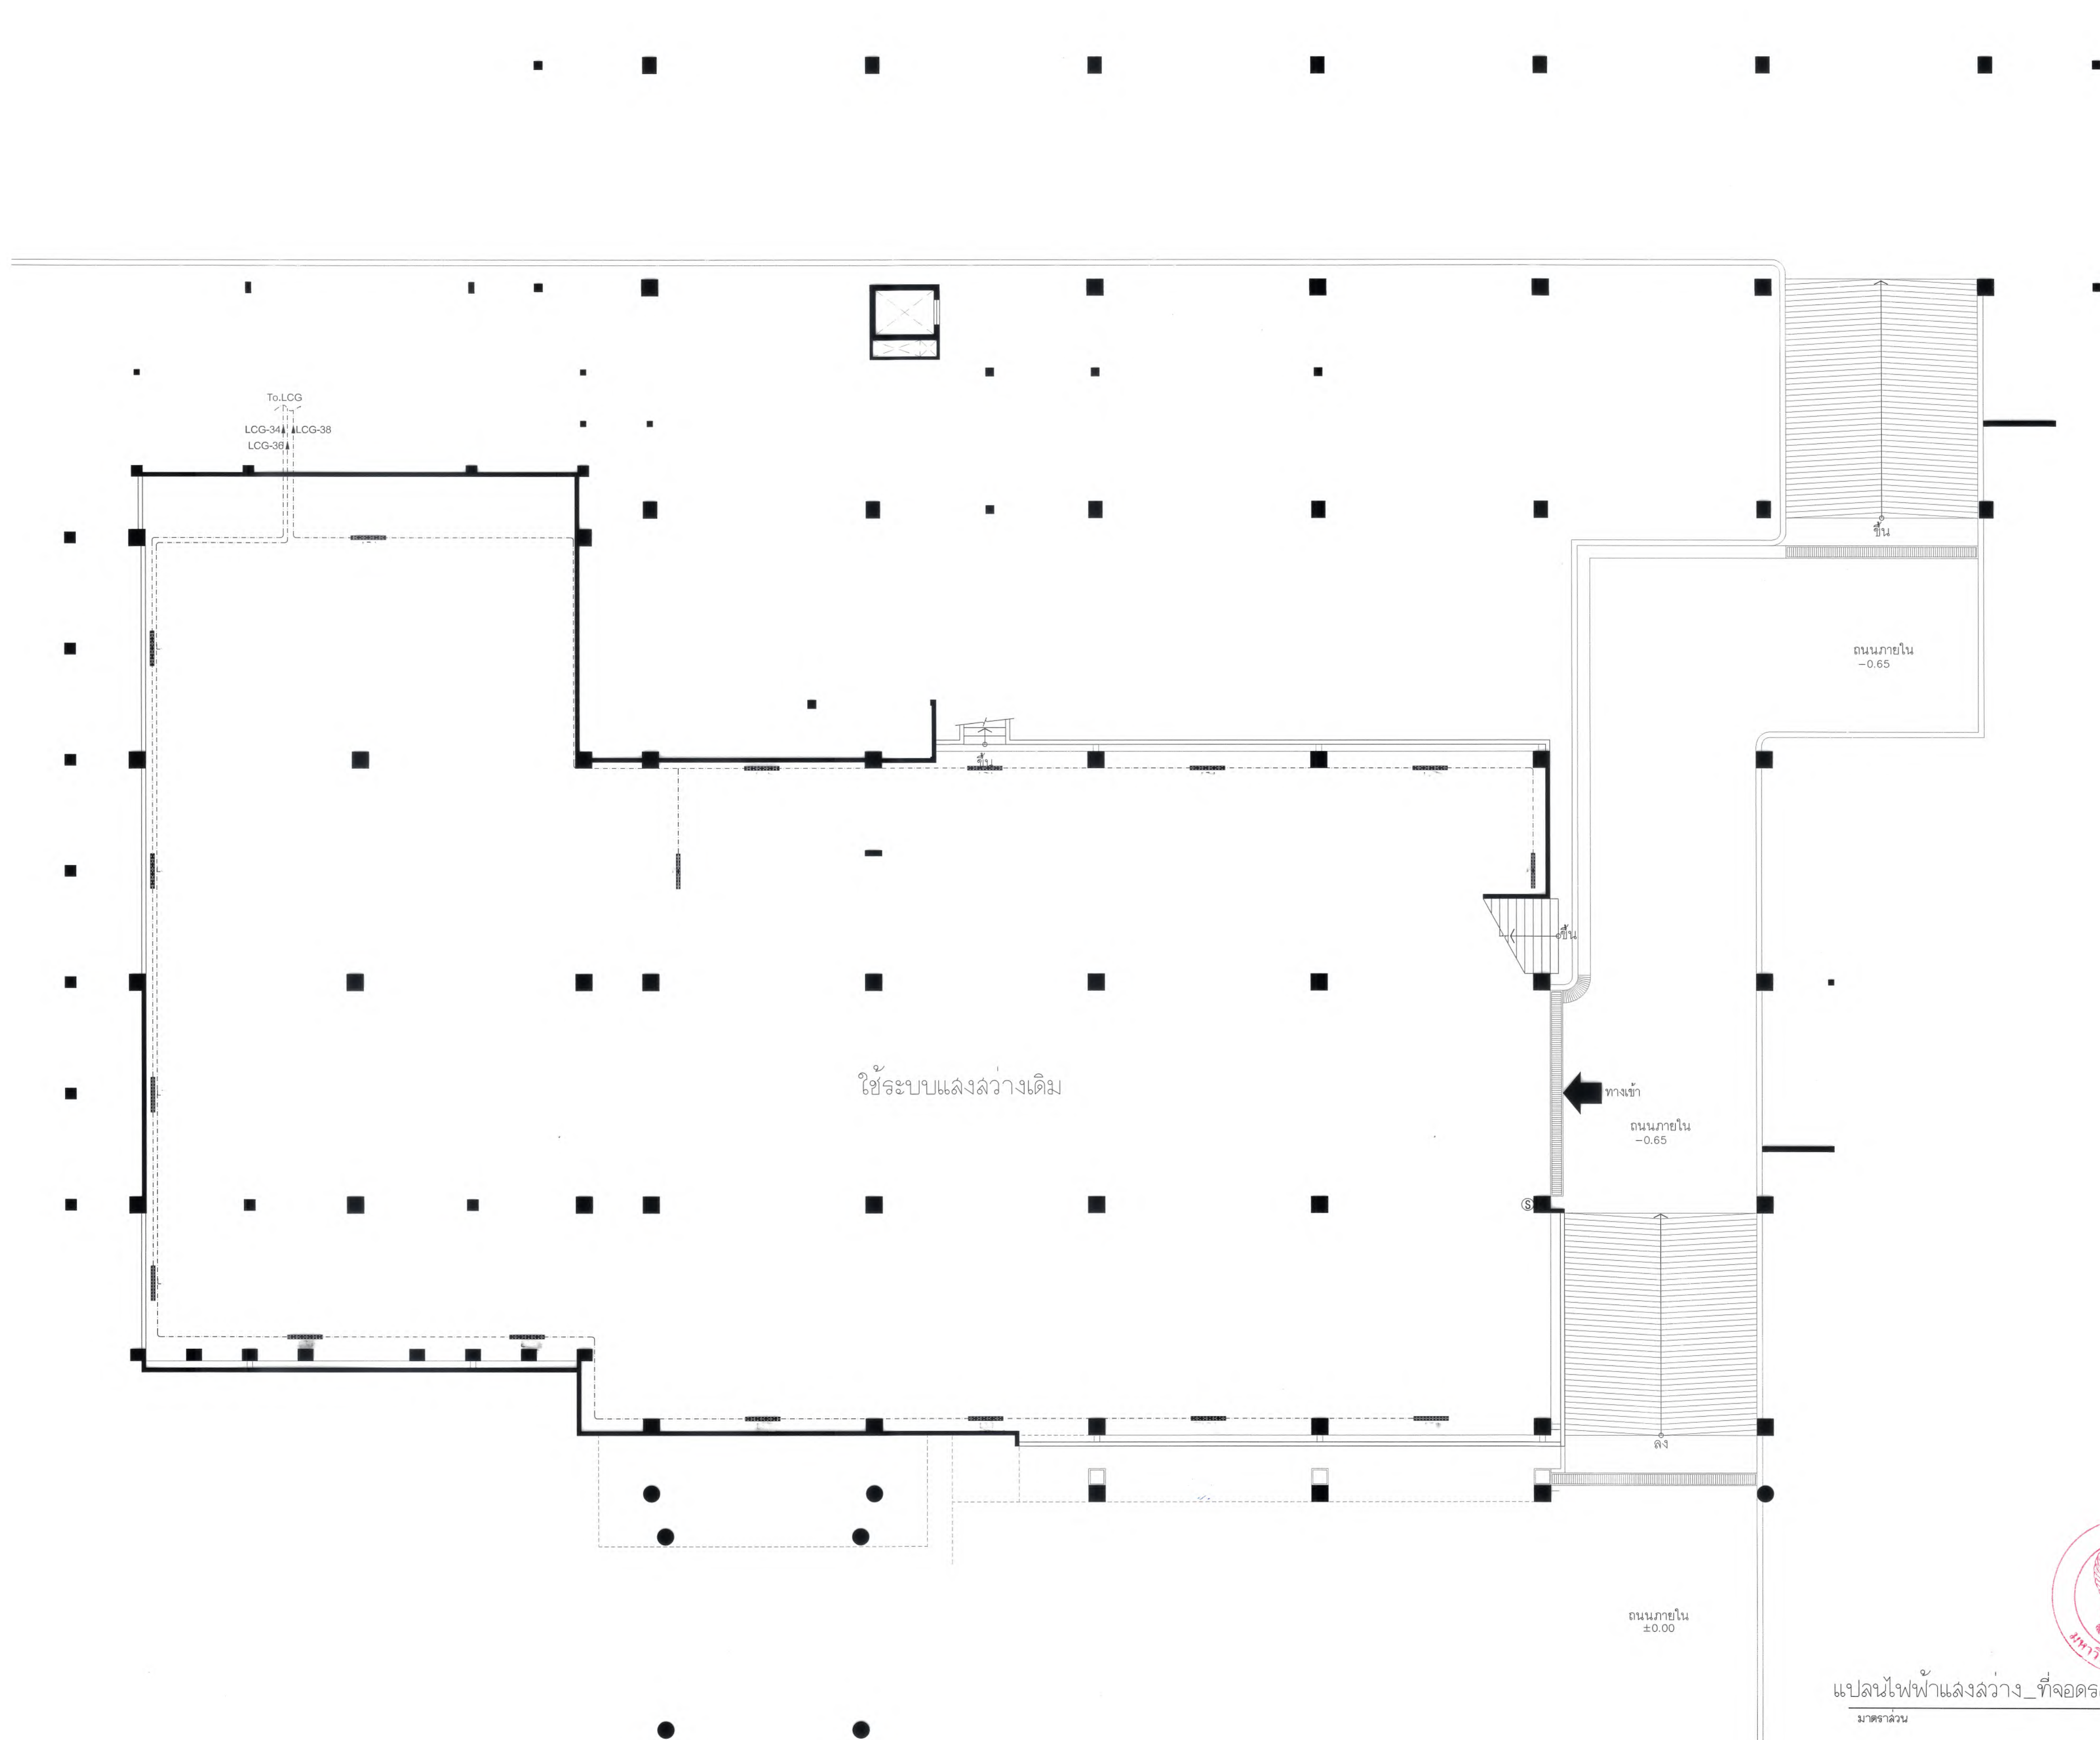 To.LCG
LCG-34
LCG-38
LCG-36
ขึ้น
ถนนภายใน
-0.65
ขึ้น
ขึ้น
ใช้ระบบแสงสว่างเดิม
ทางเข้า
ถนนภายใน
-0.65
S
ลง
ถนนภายใน
±0.00
แปลนไฟฟ้าแสงสว่าง_ที่จอดร
มาตราส่วน